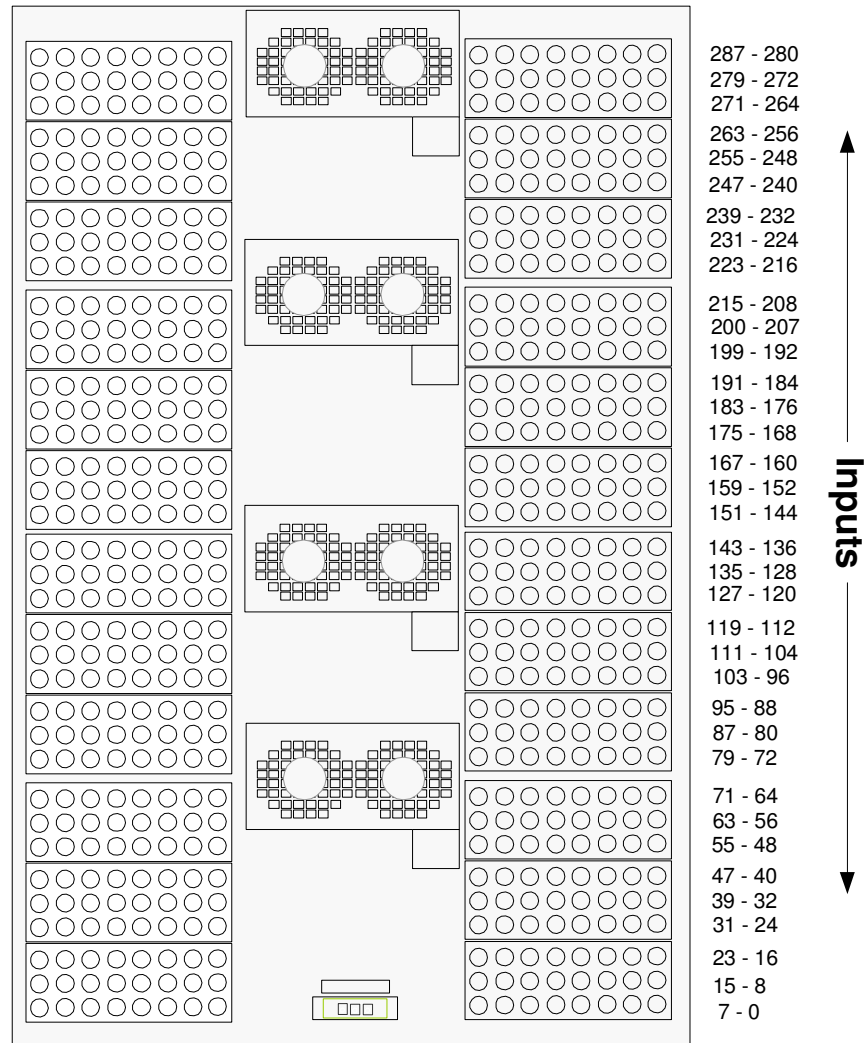 287 - 280
279 - 272
271 - 264
263 - 256
255 - 248
247 - 240
239 - 232
231 - 224
223 - 216
215 - 208
200 - 207
199 - 192
191 - 184
183 - 176
175 - 168
167 - 160
159 - 152
151 - 144
143 - 136
135 - 128
127 - 120
119 - 112
111 - 104
103 - 96
95 - 88
87 - 80
79 - 72
71 - 64
63 - 56
55 - 48
47 - 40
39 - 32
31 - 24
23 - 16
15 - 8
7 - 0
Inputs